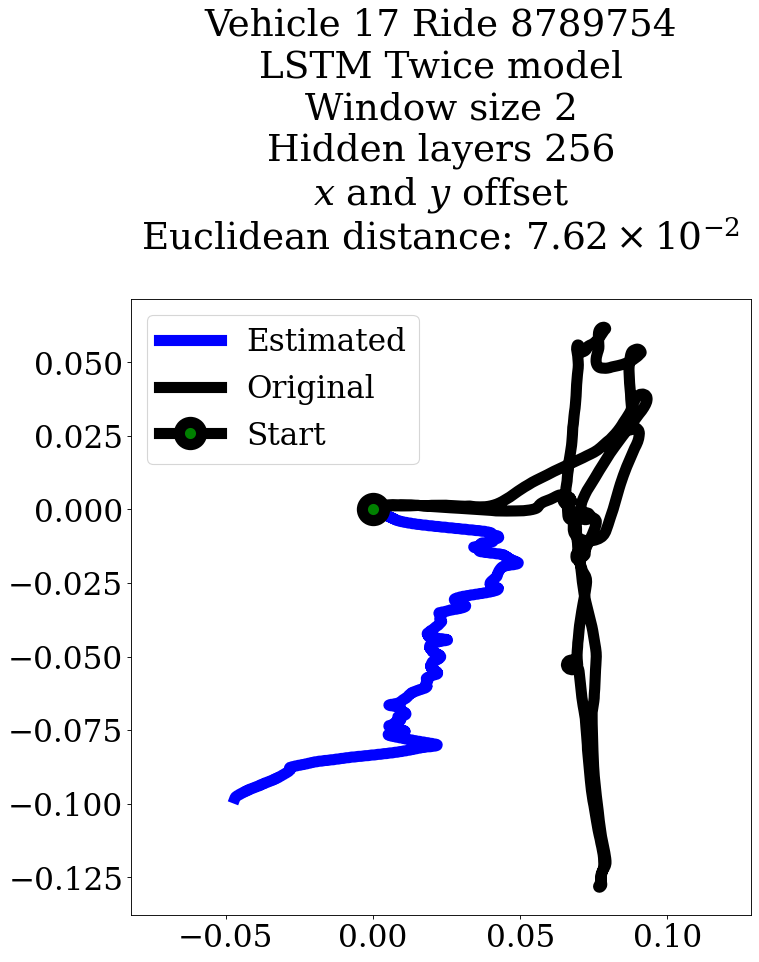 Vehicle 17 Ride 8789754
LSTM Twice model
Window size 2
Hidden layers 256
x and y offset
Euclidean distance: 7.62 × 10⁻²
Estimated
Original
Start
0.050
0.025
0.000
−0.025
−0.050
−0.075
−0.100
−0.125
−0.05 0.00 0.05 0.10